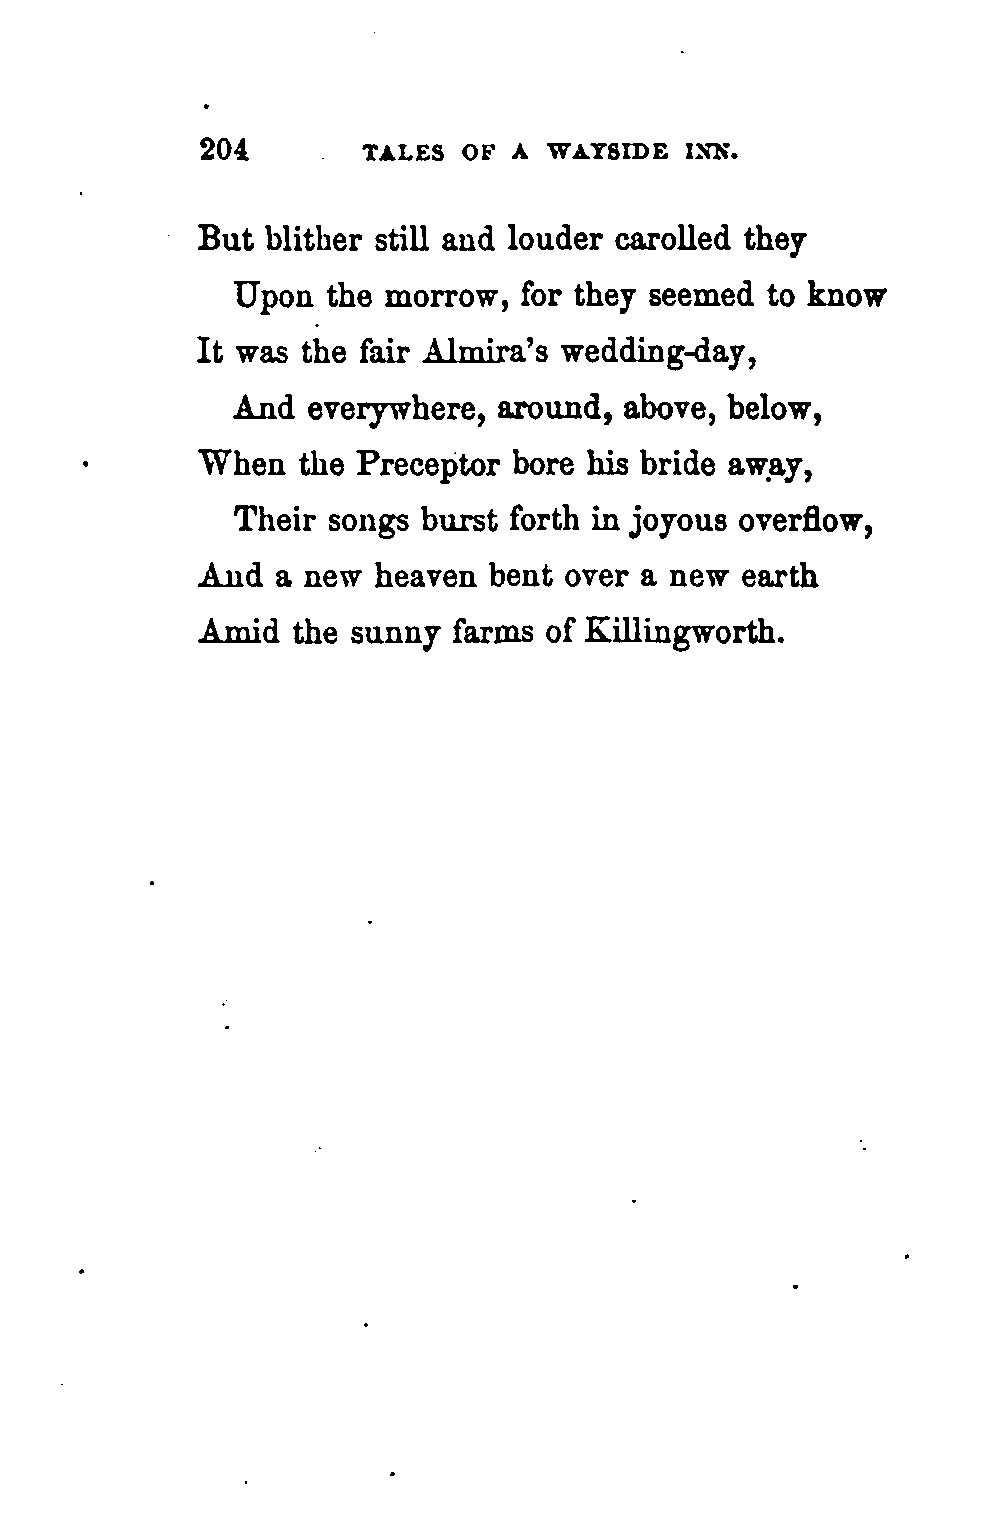 204 TALES OF A WAYSIDE INN.
But blither still and louder carolled they
Upon the morrow, for they seemed to know
It was the fair Almira's wedding-day,
And everywhere, around, above, below,
When the Preceptor bore his bride away,
Their songs burst forth in joyous overflow,
And a new heaven bent over a new earth
Amid the sunny farms of Killingworth.